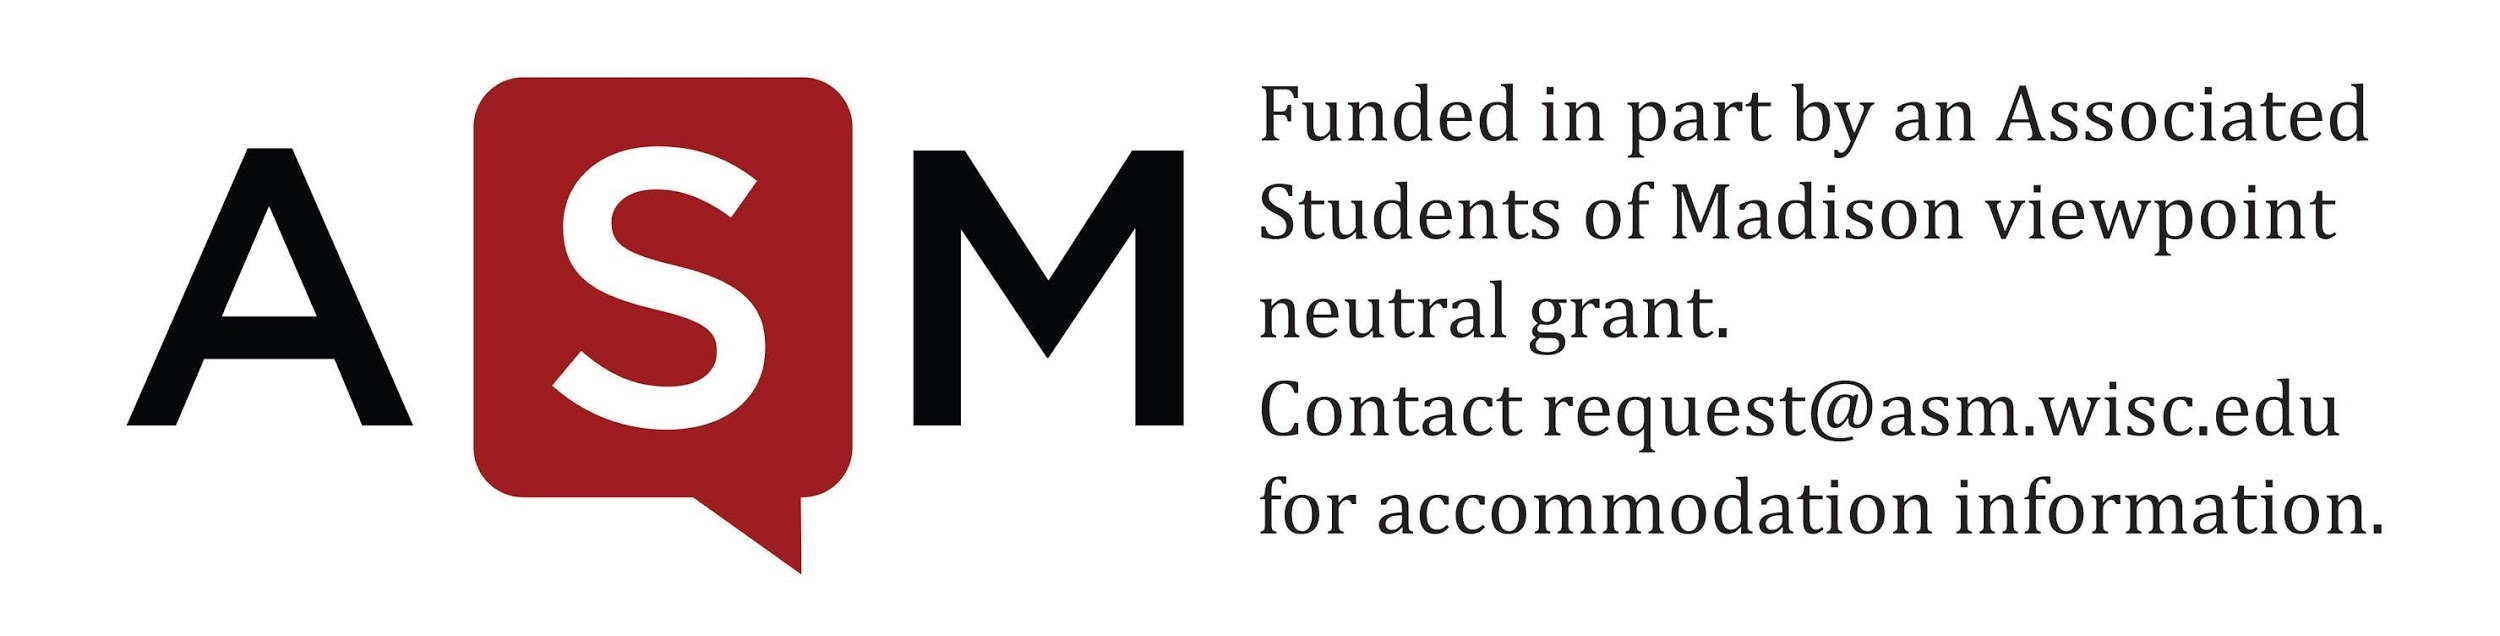 ASM
Funded in part by an Associated
Students of Madison viewpoint
neutral grant.
Contact request@asm.wisc.edu
for accommodation information.